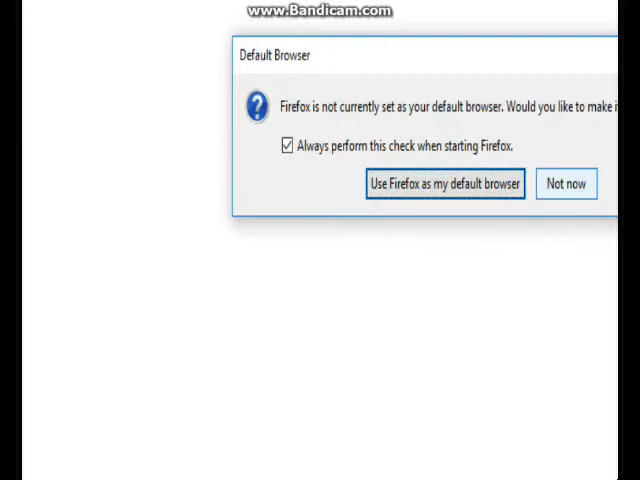 www.Bandicam.com
Default Browser
Firefox is not currently set as your default browser. Would you like to make
Always perform this check when starting Firefox.
Use Firefox as my default browser
Not now